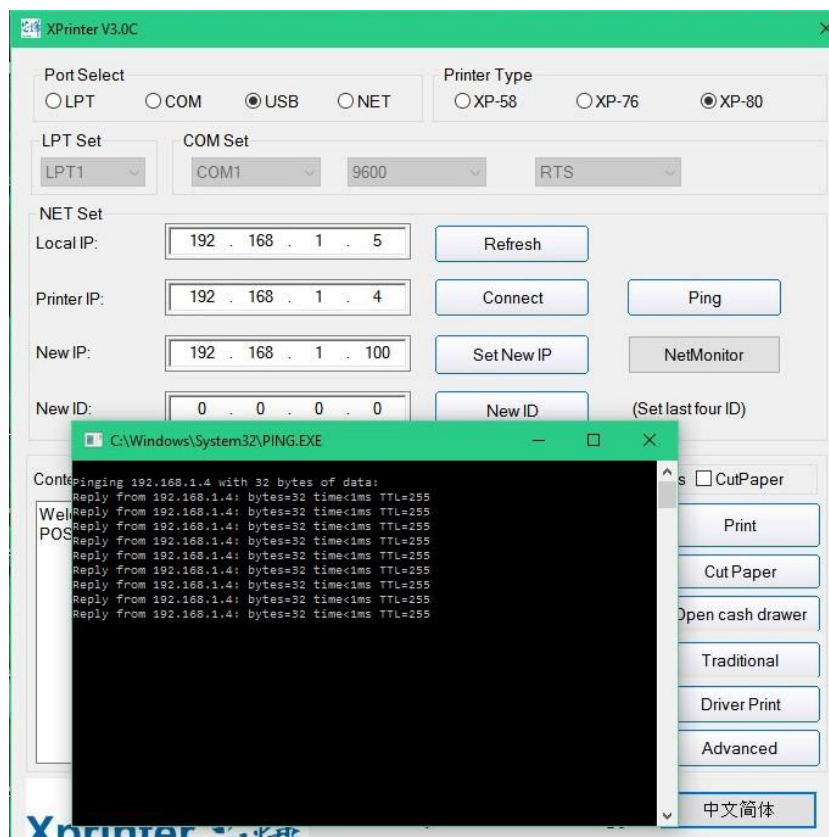 XPrinter V3.0C
Port Select
LPT COM USB NET
Printer Type
XP-58 XP-76 XP-80
LPT Set
LPT1
COM Set
COM1 9600 RTS
NET Set
Local IP: 192 . 168 . 1 . 5 Refresh
Printer IP: 192 . 168 . 1 . 4 Connect Ping
New IP: 192 . 168 . 1 . 100 Set New IP NetMonitor
New ID: 0 . 0 . 0 . 0 New ID (Set last four ID)
C:\Windows\System32\PING.EXE
Pinging 192.168.1.4 with 32 bytes of data:
Reply from 192.168.1.4: bytes=32 time<1ms TTL=255
Reply from 192.168.1.4: bytes=32 time<1ms TTL=255
Reply from 192.168.1.4: bytes=32 time<1ms TTL=255
Reply from 192.168.1.4: bytes=32 time<1ms TTL=255
Reply from 192.168.1.4: bytes=32 time<1ms TTL=255
Reply from 192.168.1.4: bytes=32 time<1ms TTL=255
Reply from 192.168.1.4: bytes=32 time<1ms TTL=255
Reply from 192.168.1.4: bytes=32 time<1ms TTL=255
Reply from 192.168.1.4: bytes=32 time<1ms TTL=255
POS
CutPaper
Print
Cut Paper
Open cash drawer
Traditional
Driver Print
Advanced
中文简体
Xprinter